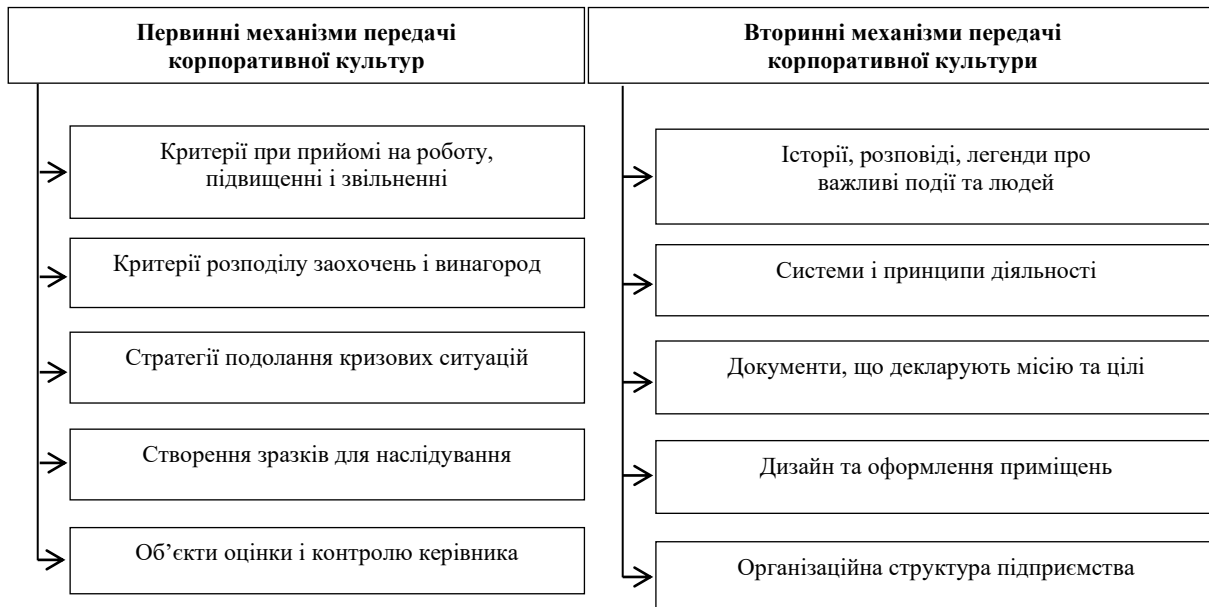 Первинні механізми передачі
корпоративної культур
Критерії при прийомі на роботу,
підвищенні і звільненні
Критерії розподілу заохочень і винагород
Стратегії подолання кризових ситуацій
Створення зразків для наслідування
Об’єкти оцінки і контролю керівника
Вторинні механізми передачі
корпоративної культури
Історії, розповіді, легенди про
важливі події та людей
Системи і принципи діяльності
Документи, що декларують місію та цілі
Дизайн та оформлення приміщень
Організаційна структура підприємства